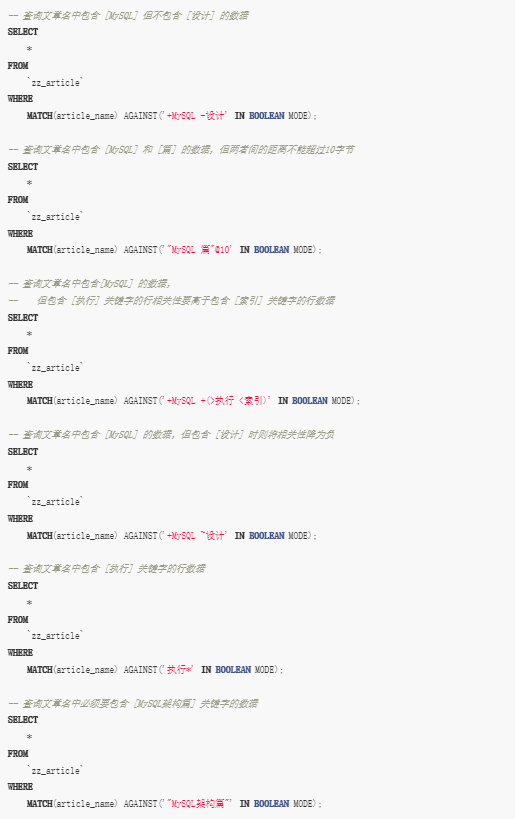 -- 查询文章名中包含 [MySQL] 但不包含 [设计] 的数据
SELECT
    *
FROM
    `zz_article`
WHERE
    MATCH(article_name) AGAINST('+MySQL -设计' IN BOOLEAN MODE);

-- 查询文章名中包含 [MySQL] 和 [篇] 的数据, 但两者间的距离不能超过10字节
SELECT
    *
FROM
    `zz_article`
WHERE
    MATCH(article_name) AGAINST('"MySQL 篇"@10' IN BOOLEAN MODE);

-- 查询文章名中包含[MySQL] 的数据,
--    但包含 [执行] 关键字的行相关性要高于包含 [索引] 关键字的行数据
SELECT
    *
FROM
    `zz_article`
WHERE
    MATCH(article_name) AGAINST('+MySQL +(>执行 <索引)' IN BOOLEAN MODE);

-- 查询文章名中包含 [MySQL] 的数据, 但包含 [设计] 时则将相关性降为负
SELECT
    *
FROM
    `zz_article`
WHERE
    MATCH(article_name) AGAINST('+MySQL ~设计' IN BOOLEAN MODE);

-- 查询文章名中包含 [执行] 关键字的行数据
SELECT
    *
FROM
    `zz_article`
WHERE
    MATCH(article_name) AGAINST('执行*' IN BOOLEAN MODE);

-- 查询文章名中必须要包含 [MySQL架构篇] 关键字的数据
SELECT
    *
FROM
    `zz_article`
WHERE
    MATCH(article_name) AGAINST('"MySQL架构篇"' IN BOOLEAN MODE);